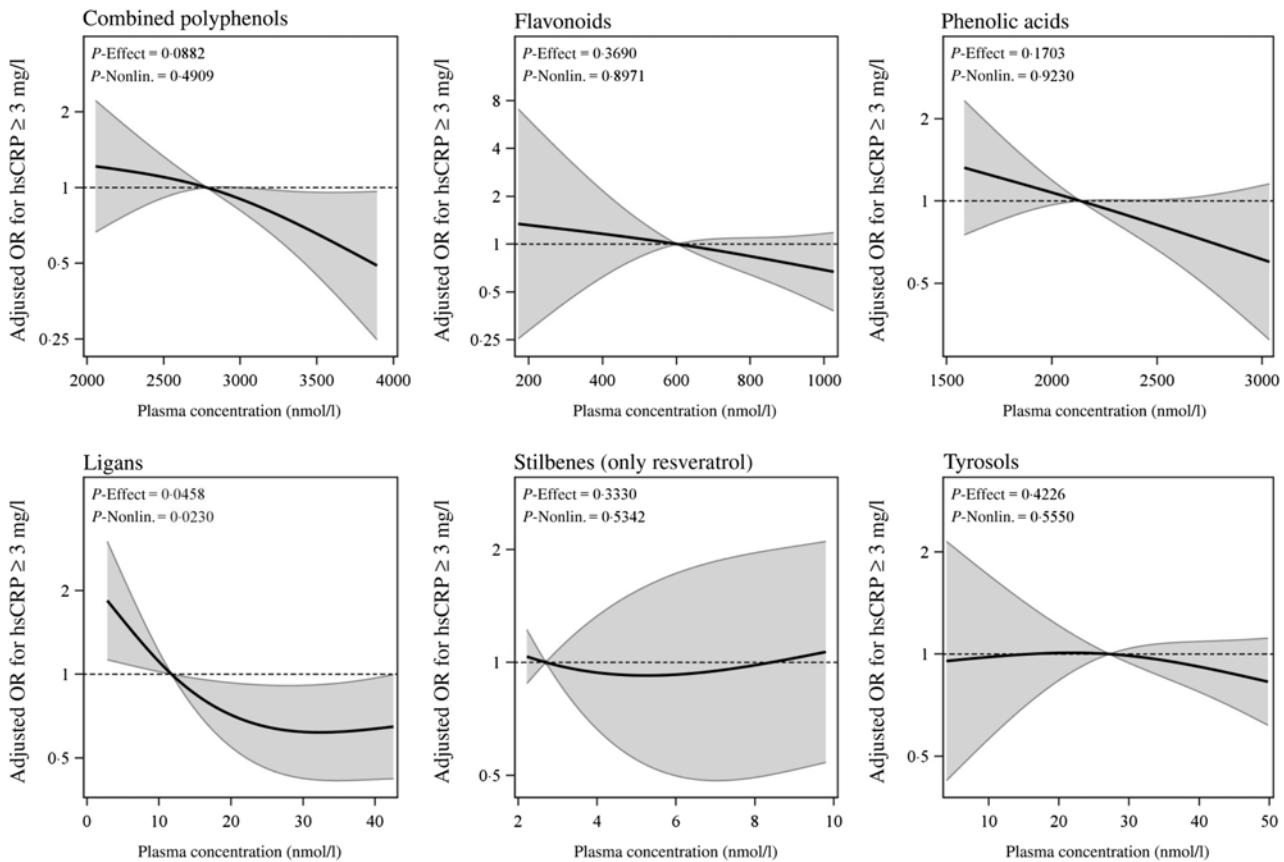 Combined polyphenols
P-Effect = 0·0882
P-Nonlin. = 0·4909
Adjusted OR for hsCRP ≥ 3 mg/l
2
1
0·5
0·25
2000 2500 3000 3500 4000
Plasma concentration (nmol/l)
Flavonoids
P-Effect = 0·3690
P-Nonlin. = 0·8971
Adjusted OR for hsCRP ≥ 3 mg/l
8
4
2
1
0·5
0·25
200 400 600 800 1000
Plasma concentration (nmol/l)
Phenolic acids
P-Effect = 0·1703
P-Nonlin. = 0·9230
Adjusted OR for hsCRP ≥ 3 mg/l
2
1
0·5
1500 2000 2500 3000
Plasma concentration (nmol/l)
Ligans
P-Effect = 0·0458
P-Nonlin. = 0·0230
Adjusted OR for hsCRP ≥ 3 mg/l
2
1
0·5
0 10 20 30 40
Plasma concentration (nmol/l)
Stilbenes (only resveratrol)
P-Effect = 0·3330
P-Nonlin. = 0·5342
Adjusted OR for hsCRP ≥ 3 mg/l
2
1
0·5
2 4 6 8 10
Plasma concentration (nmol/l)
Tyrosols
P-Effect = 0·4226
P-Nonlin. = 0·5550
Adjusted OR for hsCRP ≥ 3 mg/l
2
1
0·5
10 20 30 40 50
Plasma concentration (nmol/l)